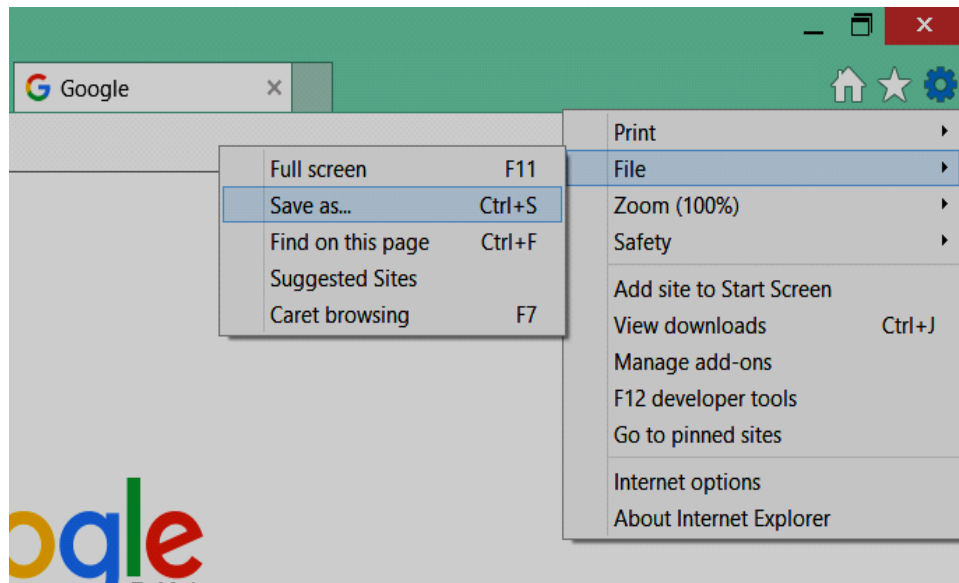 Google
Print
File
Zoom (100%)
Safety
Add site to Start Screen
View downloads Ctrl+J
Manage add-ons
F12 developer tools
Go to pinned sites
Internet options
About Internet Explorer
Full screen F11
Save as... Ctrl+S
Find on this page Ctrl+F
Suggested Sites
Caret browsing F7
ogle